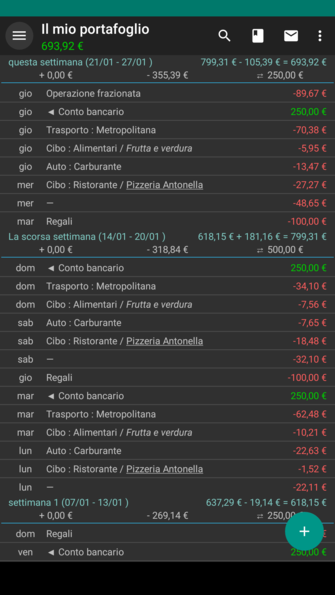 Il mio portafoglio
693,92 €
questa settimana (21/01 - 27/01 ) 799,31 € - 105,39 € = 693,92 €
+ 0,00 € - 355,39 € ⇄ 250,00 €
gio Operazione frazionata -89,67 €
gio ◄ Conto bancario 250,00 €
gio Trasporto : Metropolitana -70,38 €
gio Cibo : Alimentari / Frutta e verdura -5,95 €
gio Auto : Carburante -13,47 €
mer Cibo : Ristorante / Pizzeria Antonella -27,27 €
mer — -48,65 €
mar Regali -100,00 €
La scorsa settimana (14/01 - 20/01 ) 618,15 € + 181,16 € = 799,31 €
+ 0,00 € - 318,84 € ⇄ 500,00 €
dom ◄ Conto bancario 250,00 €
dom Trasporto : Metropolitana -34,10 €
dom Cibo : Alimentari / Frutta e verdura -7,56 €
sab Auto : Carburante -7,65 €
sab Cibo : Ristorante / Pizzeria Antonella -18,48 €
sab — -32,10 €
gio Regali -100,00 €
mar ◄ Conto bancario 250,00 €
mar Trasporto : Metropolitana -62,48 €
mar Cibo : Alimentari / Frutta e verdura -10,21 €
lun Auto : Carburante -22,63 €
lun Cibo : Ristorante / Pizzeria Antonella -1,52 €
lun — -22,11 €
settimana 1 (07/01 - 13/01 ) 637,29 € - 19,14 € = 618,15 €
+ 0,00 € - 269,14 € ⇄ 250,00 €
dom Regali €
ven ◄ Conto bancario 250,00 €